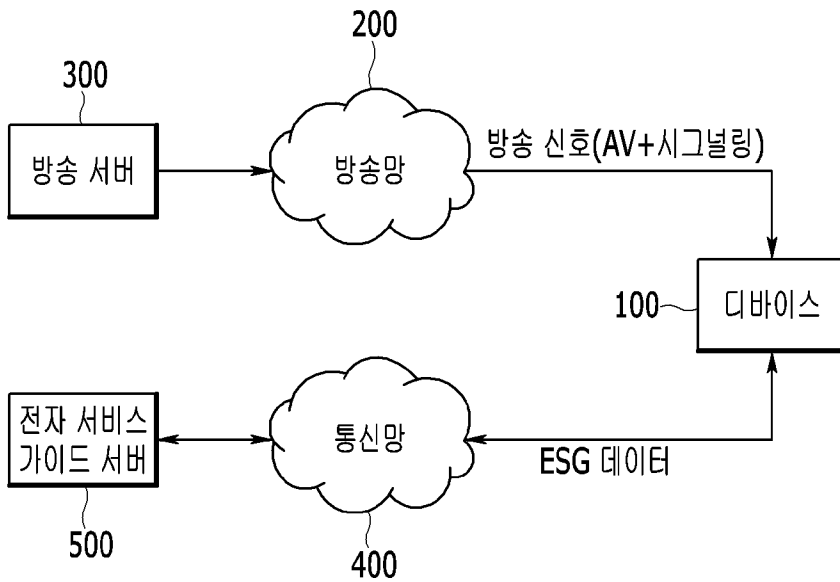 200
300
방송 서버
방송망
방송 신호(AV+시그널링)
100
디바이스
전자 서비스
가이드 서버
통신망
ESG 데이터
500
400